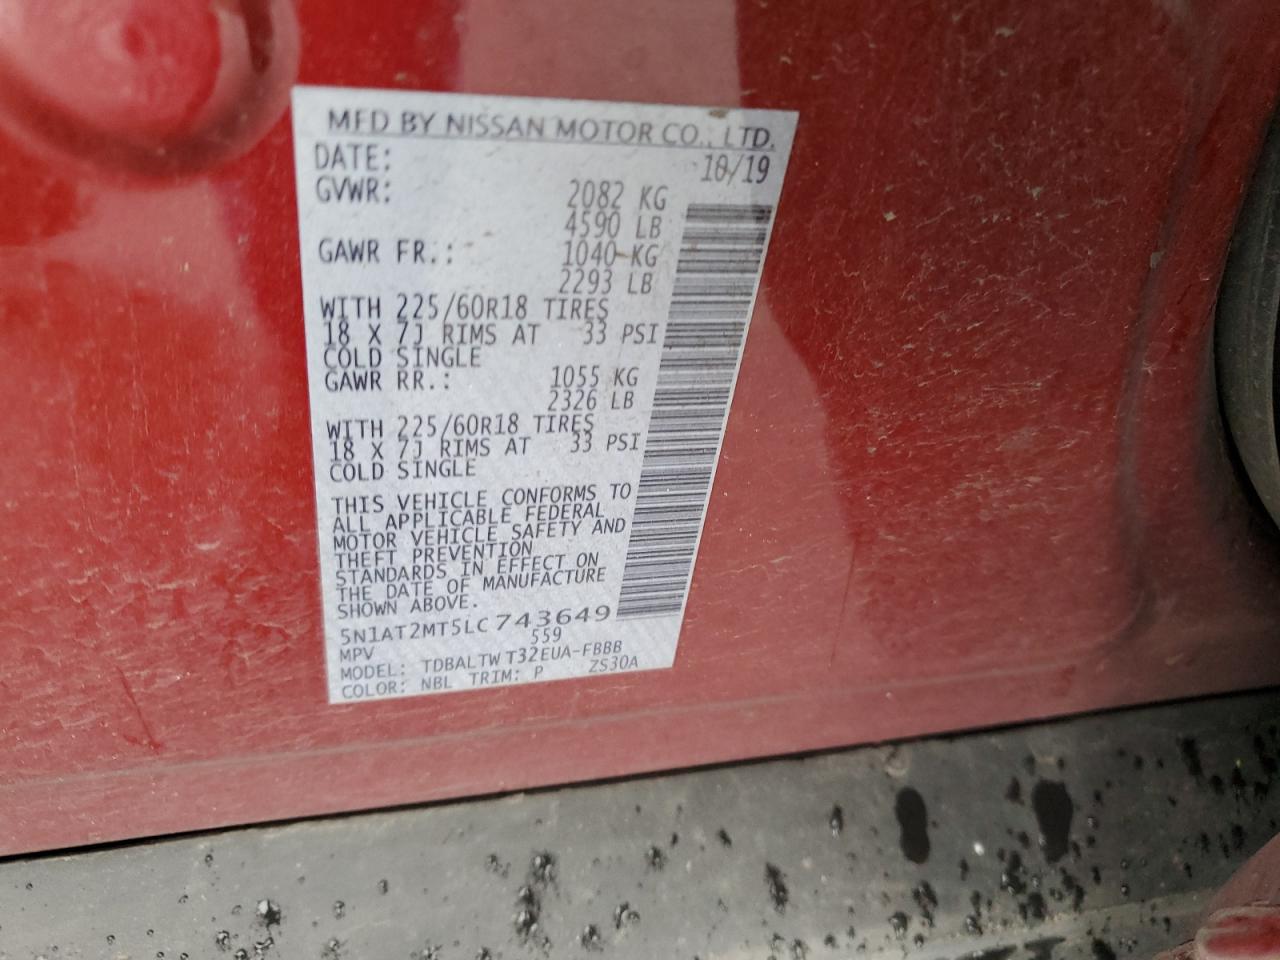 MFD BY NISSAN MOTOR CO., LTD.
DATE: 10/19
GVWR: 2082 KG
4590 LB
GAWR FR.: 1040 KG
2293 LB
WITH 225/60R18 TIRES
18 X 7J RIMS AT 33 PSI
COLD SINGLE
GAWR RR.: 1055 KG
2326 LB
WITH 225/60R18 TIRES
18 X 7J RIMS AT 33 PSI
COLD SINGLE
THIS VEHICLE CONFORMS TO
ALL APPLICABLE FEDERAL
MOTOR VEHICLE SAFETY AND
THEFT PREVENTION
STANDARDS IN EFFECT ON
THE DATE OF MANUFACTURE
SHOWN ABOVE.
5N1AT2MT5LC743649
MPV 559
MODEL: TDBALTW T32EUA-FBBB
COLOR: NBL TRIM: P ZS30A